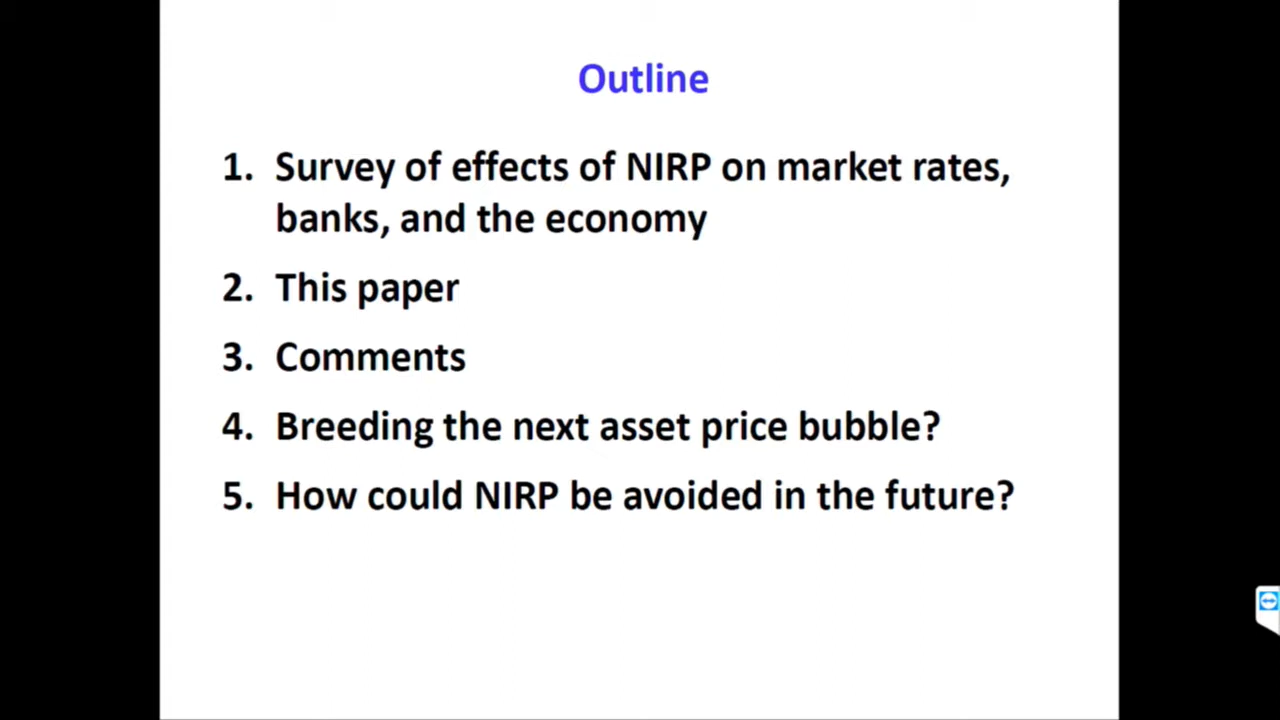 Outline
1. Survey of effects of NIRP on market rates,
banks, and the economy
2. This paper
3. Comments
4. Breeding the next asset price bubble?
5. How could NIRP be avoided in the future?